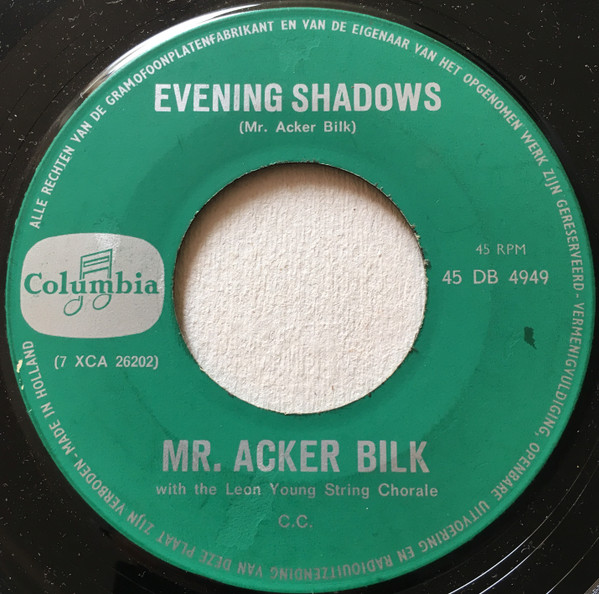 ALLE RECHTEN VAN DE GRAMOFOONPLATENFABRIKANT EN VAN DE EIGENAAR VAN HET OPGENOMEN WERK ZIJN GERESERVEERD - VERMENIGVULDIGING, OPENBARE UITVOERING EN RADIOUITZENDING VAN DEZE PLAAT ZIJN VERBODEN - MADE IN HOLLAND
EVENING SHADOWS
(Mr. Acker Bilk)
45 RPM
45 DB 4949
Columbia
(7 XCA 26202)
MR. ACKER BILK
with the Leon Young String Chorale
C.C.